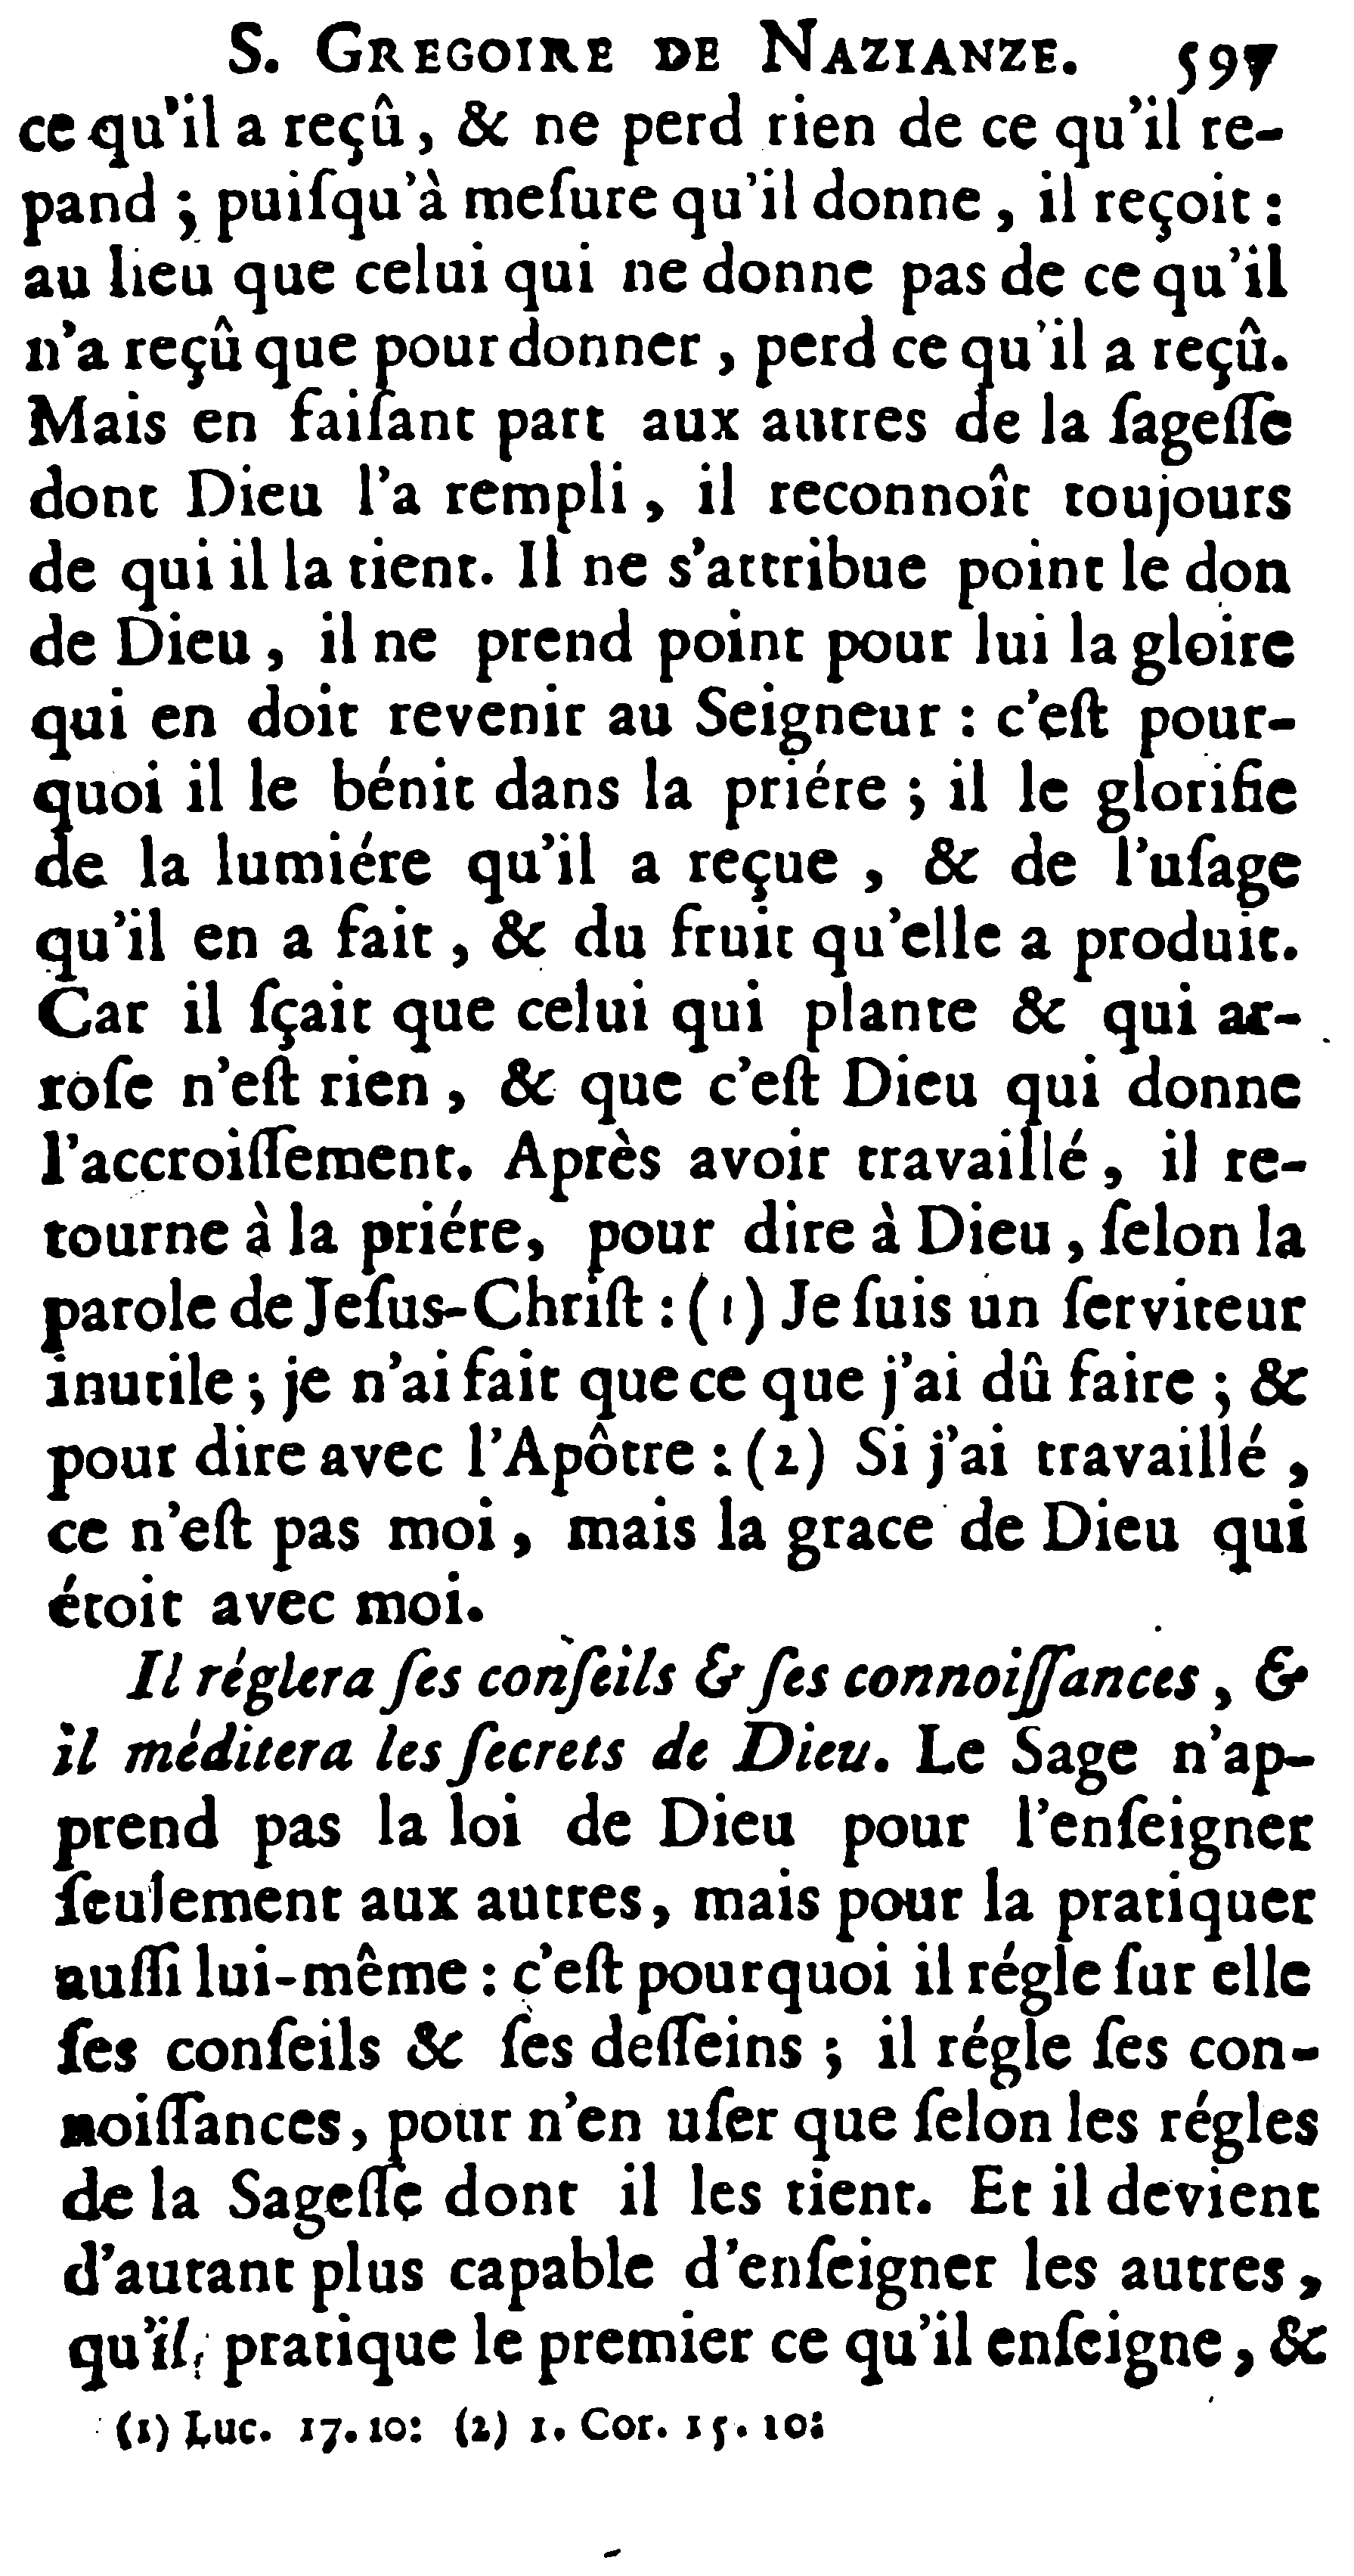 S. GREGOIRE DE NAZIANZE. 597
ce qu'il a reçû, & ne perd rien de ce qu'il re-
pand ; puiſqu'à meſure qu'il donne, il reçoit :
au lieu que celui qui ne donne pas de ce qu'il
n'a reçû que pour donner, perd ce qu'il a reçû.
Mais en faiſant part aux autres de la ſageſſe
dont Dieu l'a rempli, il reconnoît toujours
de qui il la tient. Il ne s'attribue point le don
de Dieu, il ne prend point pour lui la gloire
qui en doit revenir au Seigneur : c'eſt pour-
quoi il le bénit dans la priére ; il le glorifie
de la lumiére qu'il a reçue, & de l'uſage
qu'il en a fait, & du fruit qu'elle a produit.
Car il ſçait que celui qui plante & qui ar-
roſe n'eſt rien, & que c'eſt Dieu qui donne
l'accroiſſement. Après avoir travaillé, il re-
tourne à la priére, pour dire à Dieu, ſelon la
parole de Jeſus-Chriſt : (1) Je ſuis un ſerviteur
inutile ; je n'ai fait que ce que j'ai dû faire ; &
pour dire avec l'Apôtre : (2) Si j'ai travaillé,
ce n'eſt pas moi, mais la grace de Dieu qui
étoit avec moi.
Il réglera ſes conſeils & ſes connoiſſances, &
il méditera les ſecrets de Dieu. Le Sage n'ap-
prend pas la loi de Dieu pour l'enſeigner
ſeulement aux autres, mais pour la pratiquer
auſſi lui-même : c'eſt pourquoi il régle ſur elle
ſes conſeils & ſes deſſeins ; il régle ſes con-
noiſſances, pour n'en uſer que ſelon les régles
de la Sageſſe dont il les tient. Et il devient
d'autant plus capable d'enſeigner les autres,
qu'il pratique le premier ce qu'il enſeigne, &
(1) Luc. 17. 10: (2) 1. Cor. 15. 10: